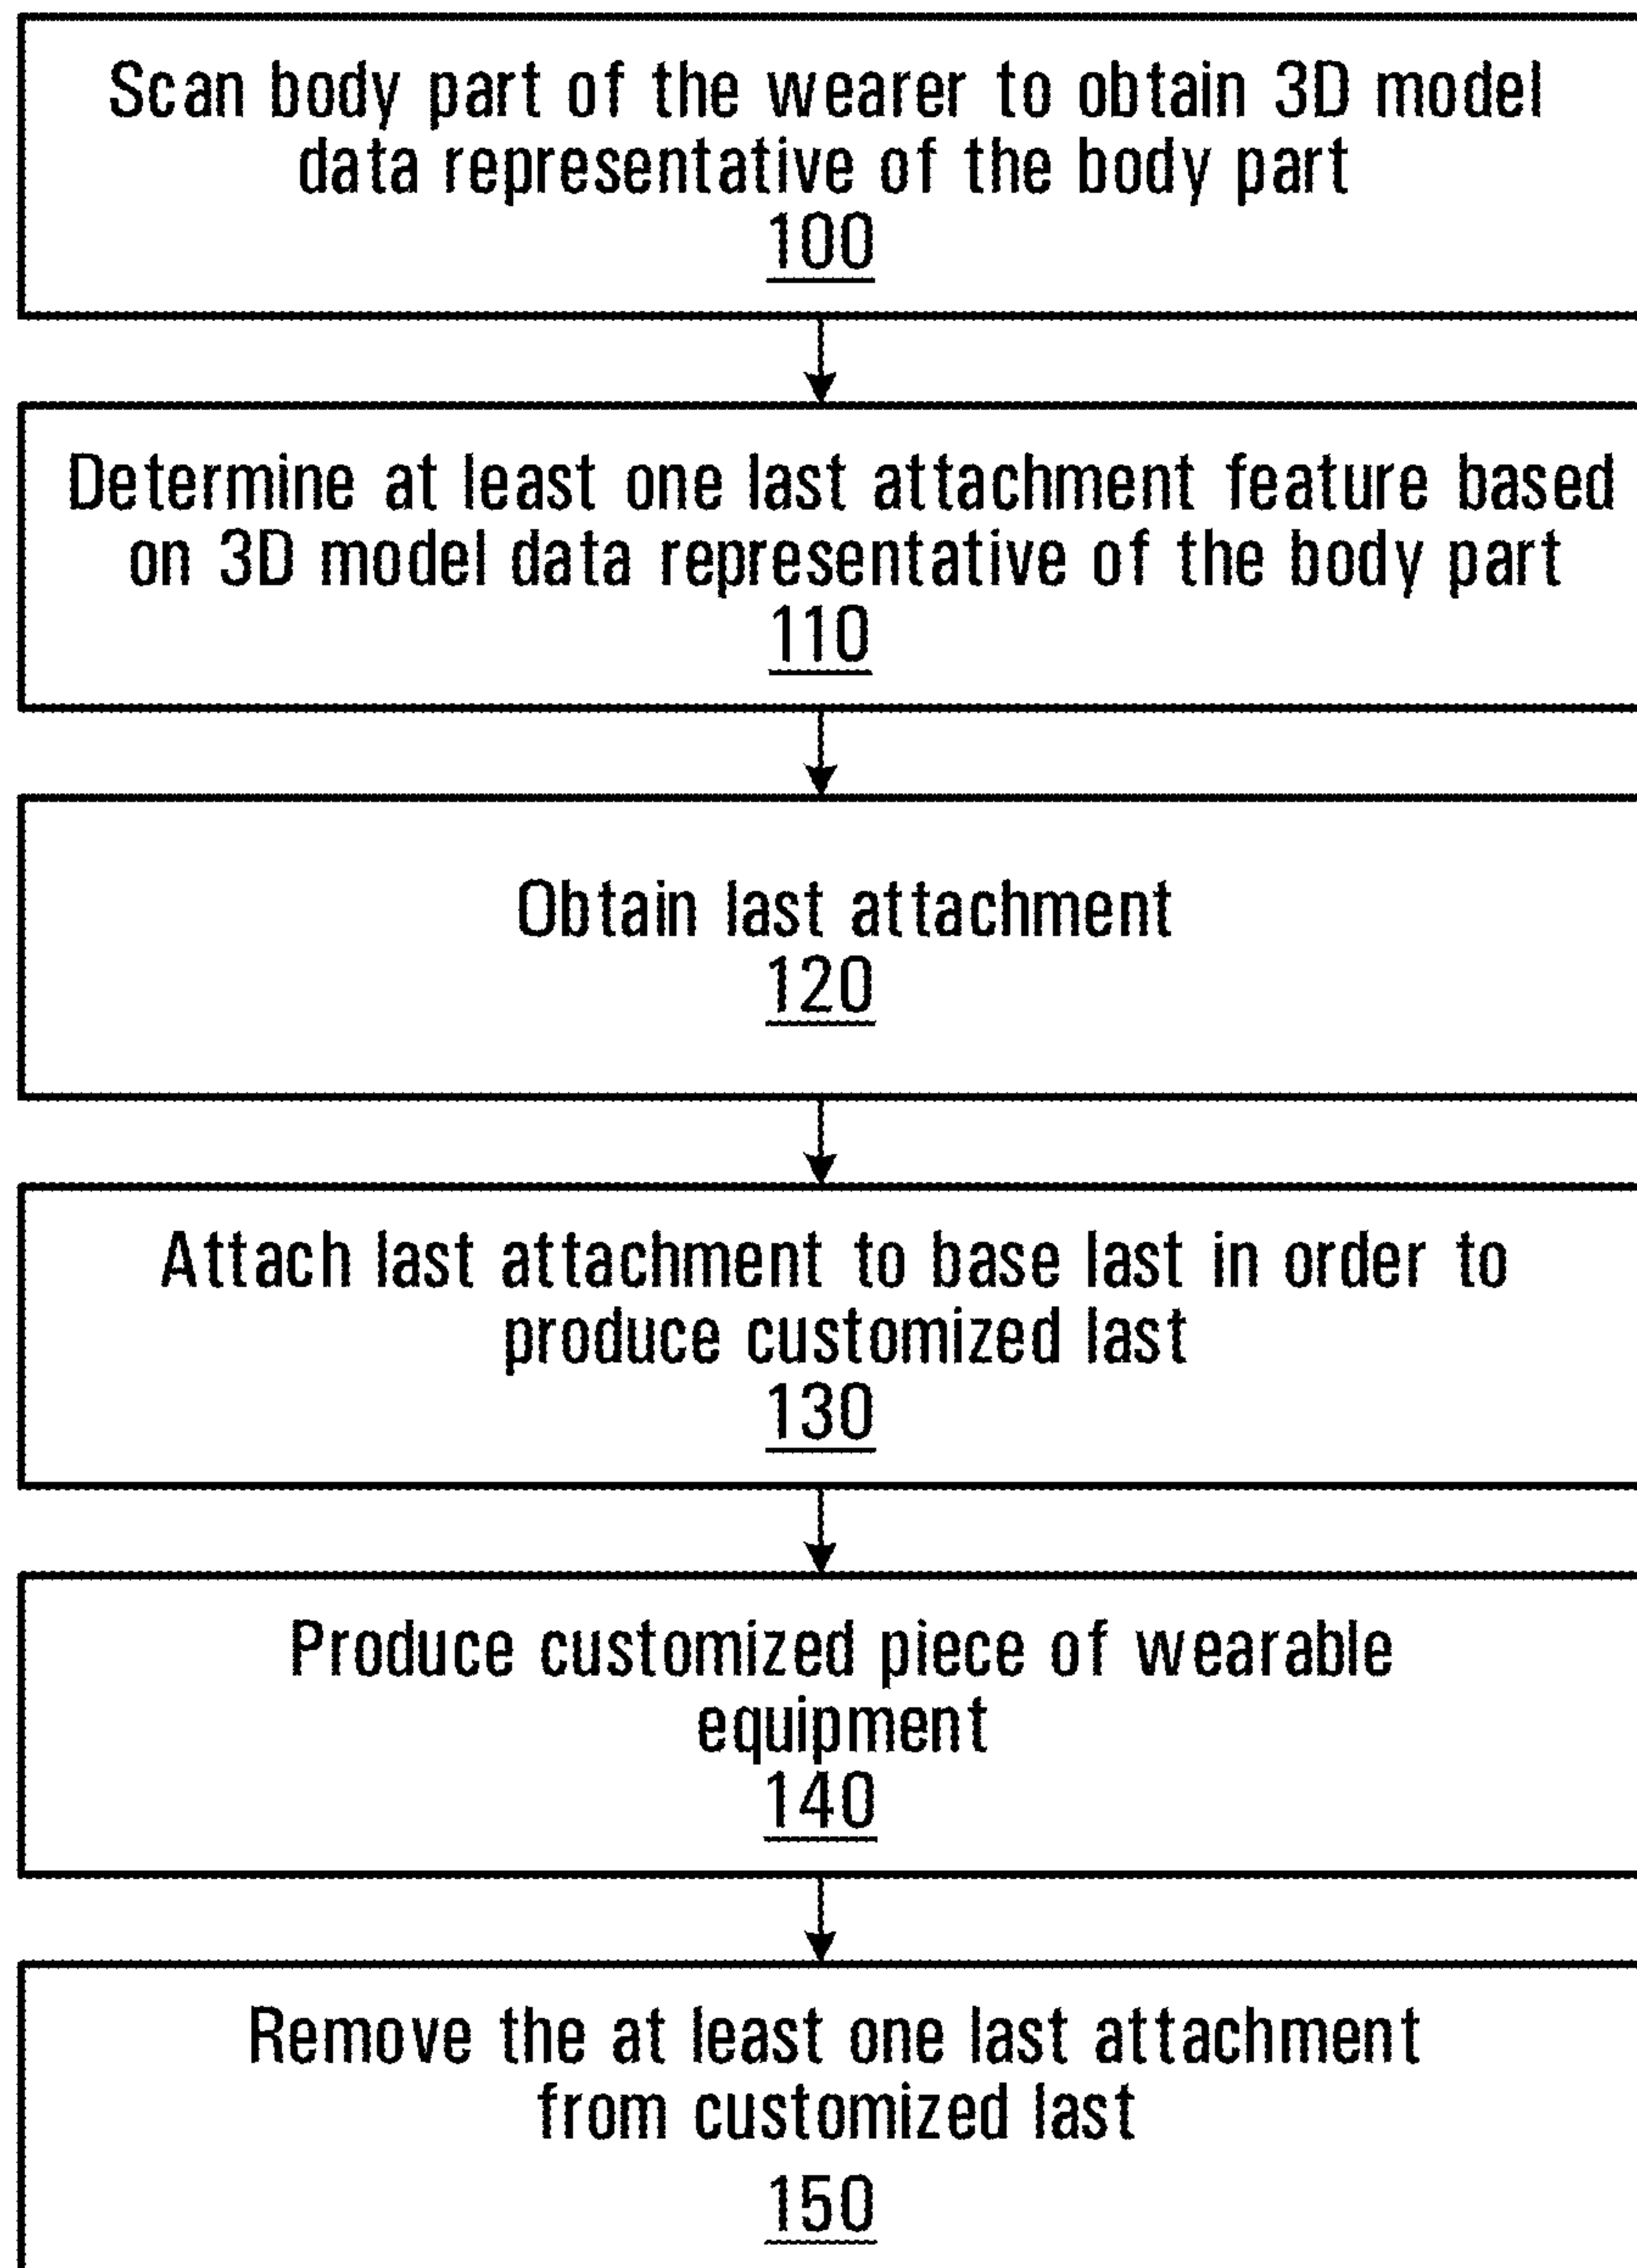 Scan body part of the wearer to obtain 3D model
data representative of the body part
100
Determine at least one last attachment feature based
on 3D model data representative of the body part
110
Obtain last attachment
120
Attach last attachment to base last in order to
produce customized last
130
Produce customized piece of wearable
equipment
140
Remove the at least one last attachment
from customized last
150